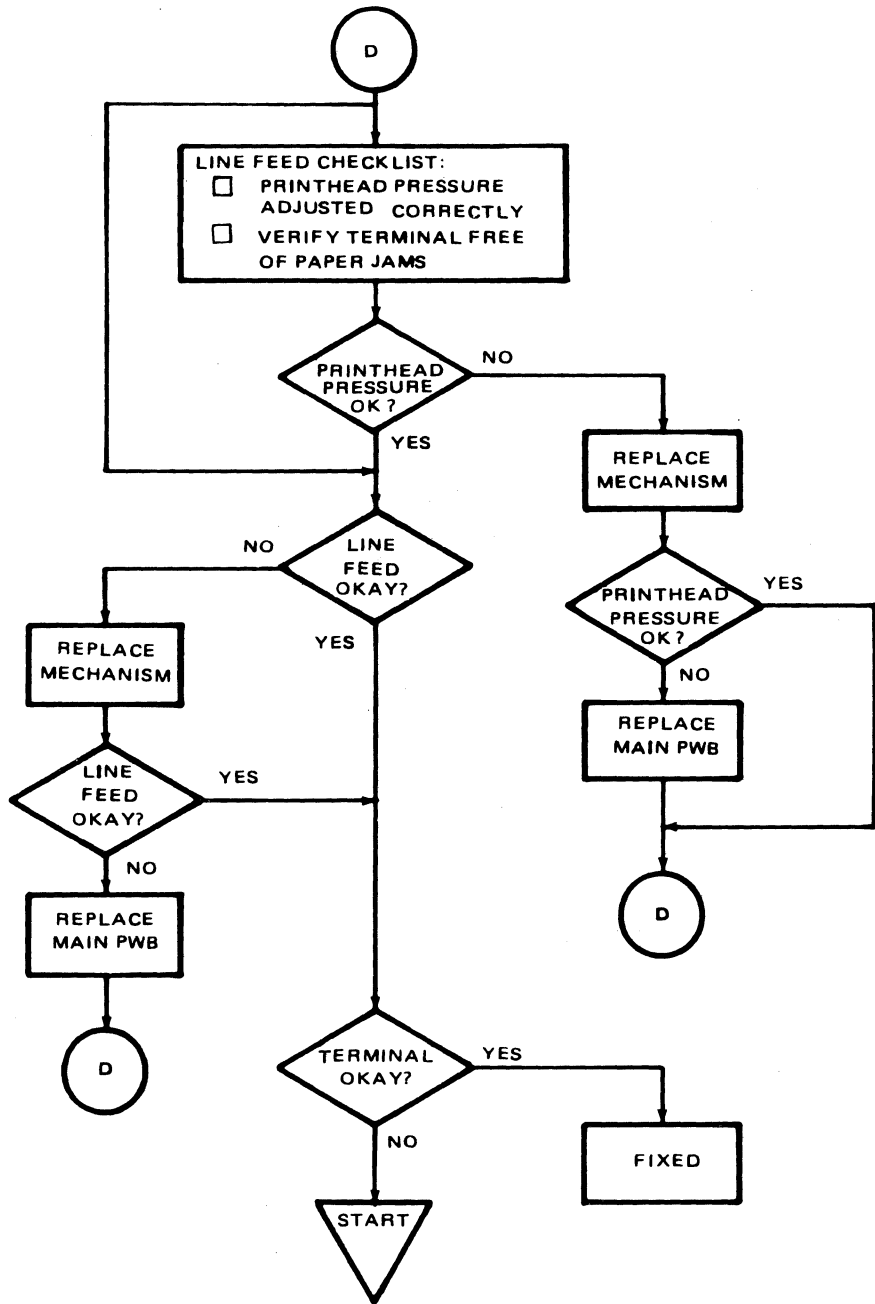 D
LINE FEED CHECKLIST:
PRINTHEAD PRESSURE
ADJUSTED CORRECTLY
VERIFY TERMINAL FREE
OF PAPER JAMS
PRINTHEAD
PRESSURE
OK?
NO
YES
REPLACE
MECHANISM
PRINTHEAD
PRESSURE
OK?
YES
NO
REPLACE
MAIN PWB
D
LINE
FEED
OKAY?
NO
YES
REPLACE
MECHANISM
LINE
FEED
OKAY?
YES
NO
REPLACE
MAIN PWB
D
TERMINAL
OKAY?
YES
NO
FIXED
START